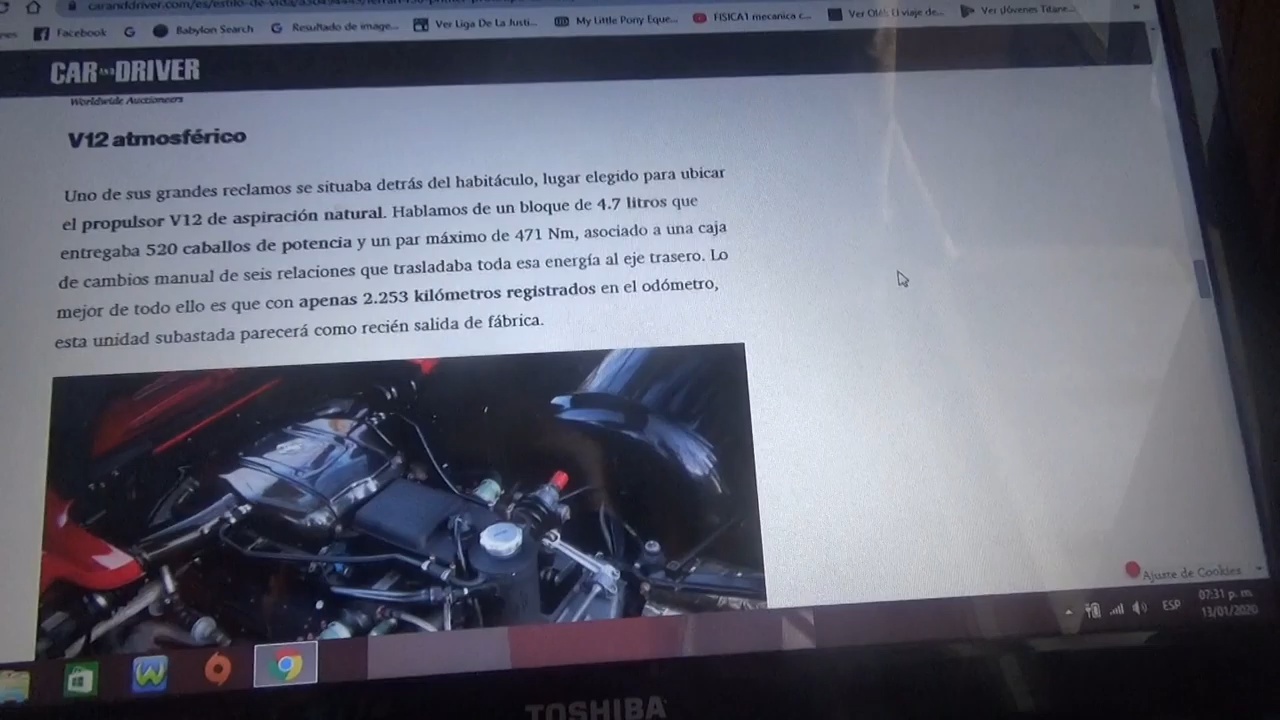 Facebook
Babylon Search
Resultado de image...
Ver Liga De La Justi...
My Little Pony Eque...
FISICA1 mecanica c...
Ver Jóvenes Titane...
CAR AND DRIVER
Worldwide Auctioneers
V12 atmosférico
Uno de sus grandes reclamos se situaba detrás del habitáculo, lugar elegido para ubicar
el propulsor V12 de aspiración natural. Hablamos de un bloque de 4.7 litros que
entregaba 520 caballos de potencia y un par máximo de 471 Nm, asociado a una caja
de cambios manual de seis relaciones que trasladaba toda esa energía al eje trasero. Lo
mejor de todo ello es que con apenas 2.253 kilómetros registrados en el odómetro,
esta unidad subastada parecerá como recién salida de fábrica.
Ajuste de Cookies
ESP
07:31 p. m.
13/01/2020
TOSHIBA